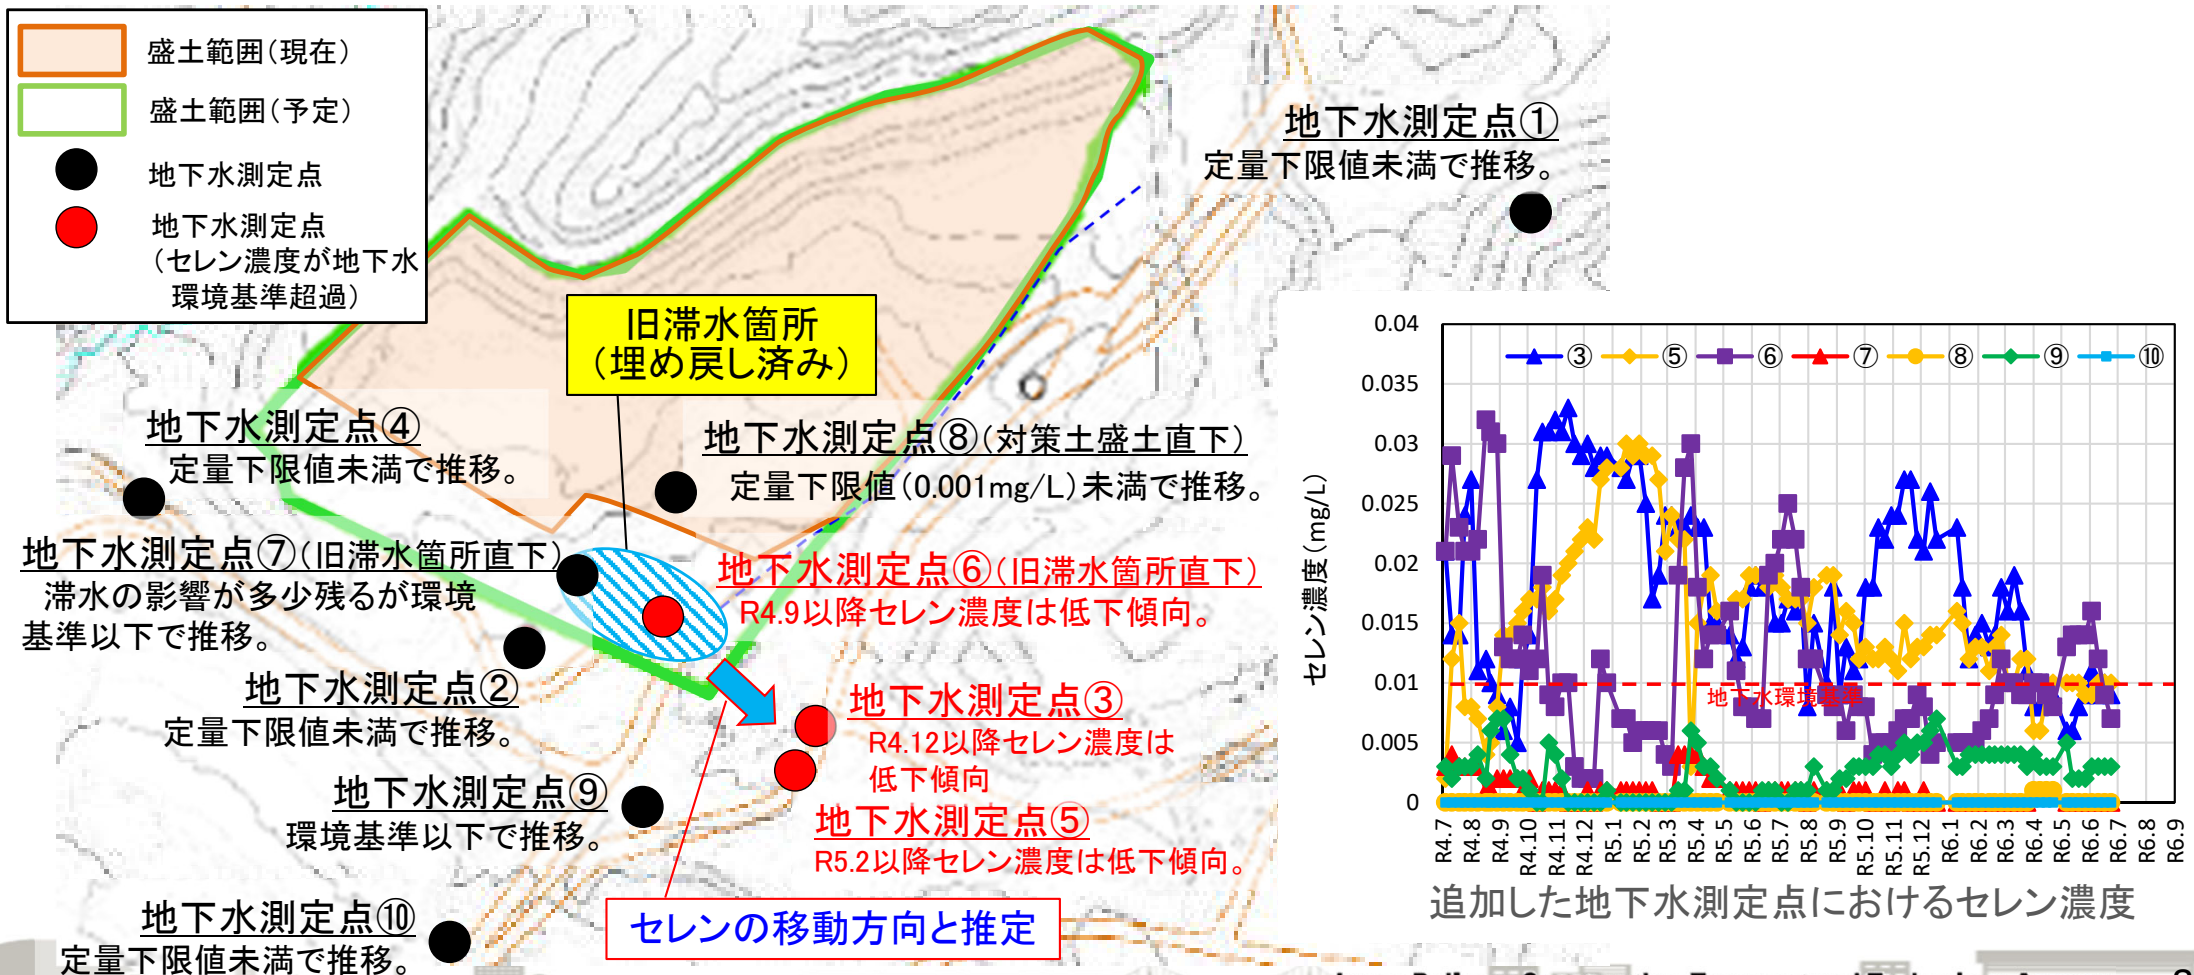 盛土範囲（現在）
盛土範囲（予定）
地下水測定点
地下水測定点
（セレン濃度が地下水
環境基準超過）
地下水測定点①
定量下限値未満で推移。
旧滞水箇所
（埋め戻し済み）
地下水測定点④
定量下限値未満で推移。
地下水測定点⑧（対策土盛土直下）
定量下限値（0.001mg/L）未満で推移。
地下水測定点⑦（旧滞水箇所直下）
滞水の影響が多少残るが環境
基準以下で推移。
地下水測定点⑥（旧滞水箇所直下）
R4.9以降セレン濃度は低下傾向。
地下水測定点②
定量下限値未満で推移。
地下水測定点③
R4.12以降セレン濃度は
低下傾向
地下水測定点⑨
環境基準以下で推移。
地下水測定点⑤
R5.2以降セレン濃度は低下傾向。
地下水測定点⑩
定量下限値未満で推移。
セレンの移動方向と推定
③ ⑤ ⑥ ⑦ ⑧ ⑨ ⑩
セレン濃度（mg/L）
0.04
0.035
0.03
0.025
0.02
0.015
0.01
0.005
0
地下水環境基準
R4.7 R4.8 R4.9 R4.10 R4.11 R4.12 R5.1 R5.2 R5.3 R5.4 R5.5 R5.6 R5.7 R5.8 R5.9 R5.10 R5.11 R5.12 R6.1 R6.2 R6.3 R6.4 R6.5 R6.6 R6.7 R6.8 R6.9
追加した地下水測定点におけるセレン濃度